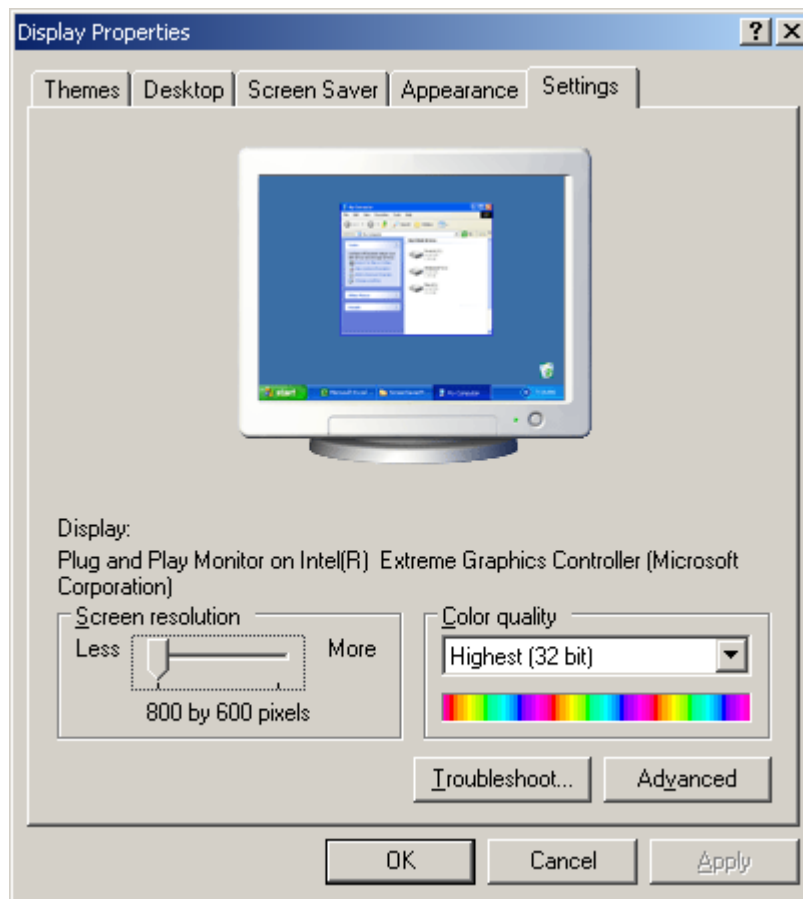 Display Properties
Themes Desktop Screen Saver Appearance Settings
start
Display:
Plug and Play Monitor on Intel(R) Extreme Graphics Controller (Microsoft
Corporation)
Screen resolution
Less More
800 by 600 pixels
Color quality
Highest (32 bit)
Troubleshoot... Advanced
OK Cancel Apply